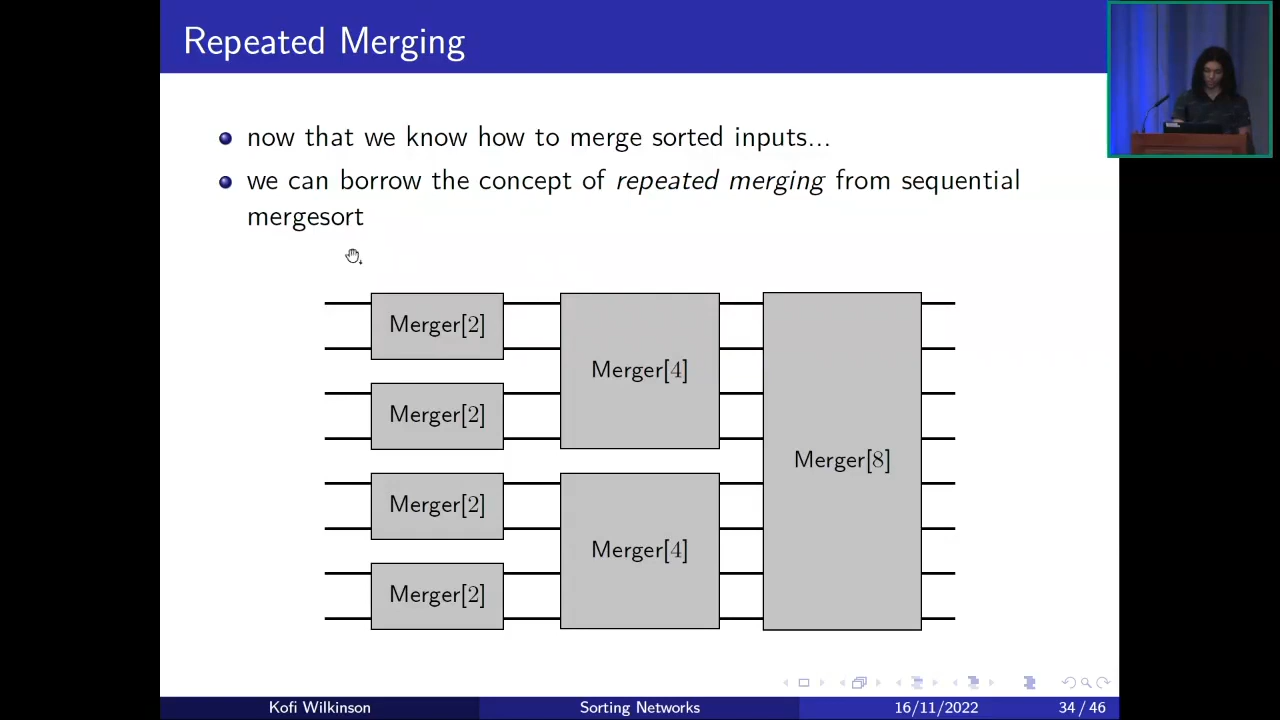 Repeated Merging
now that we know how to merge sorted inputs...
we can borrow the concept of repeated merging from sequential
mergesort
Merger[2]
Merger[2]
Merger[2]
Merger[2]
Merger[4]
Merger[4]
Merger[8]
Kofi Wilkinson
Sorting Networks
16/11/2022
34 / 46